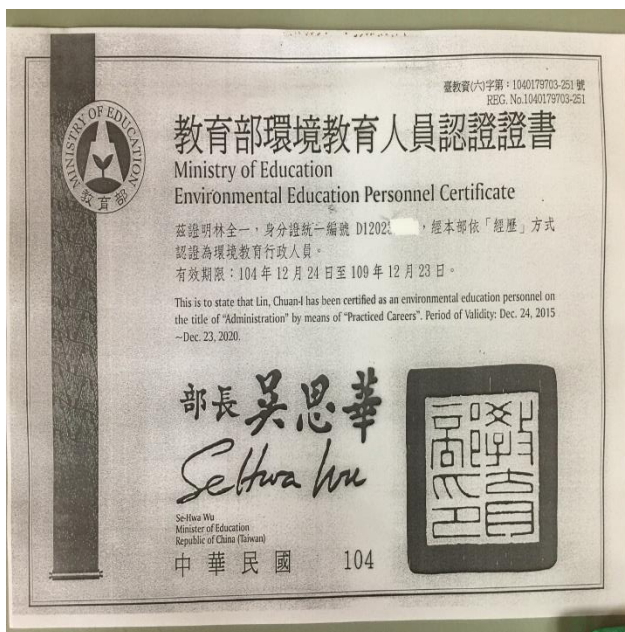 臺教資(六)字第：1040179703-251 號
REG. No.1040179703-251
MINISTRY OF EDUCATION
教育部
教育部環境教育人員認證證書
Ministry of Education
Environmental Education Personnel Certificate
茲證明林全一，身分證統一編號 D1202，經本部依「經歷」方式
認證為環境教育行政人員。
有效期限：104 年 12 月 24 日至 109 年 12 月 23 日。
This is to state that Lin, Chuan-I has been certified as an environmental education personnel on
the title of "Administration" by means of "Practiced Careers". Period of Validity: Dec. 24, 2015
~Dec. 23, 2020.
部長 吳思華
SeHwa Wu
Se-Hwa Wu
Minister of Education
Republic of China (Taiwan)
中華民國 104
教育部印